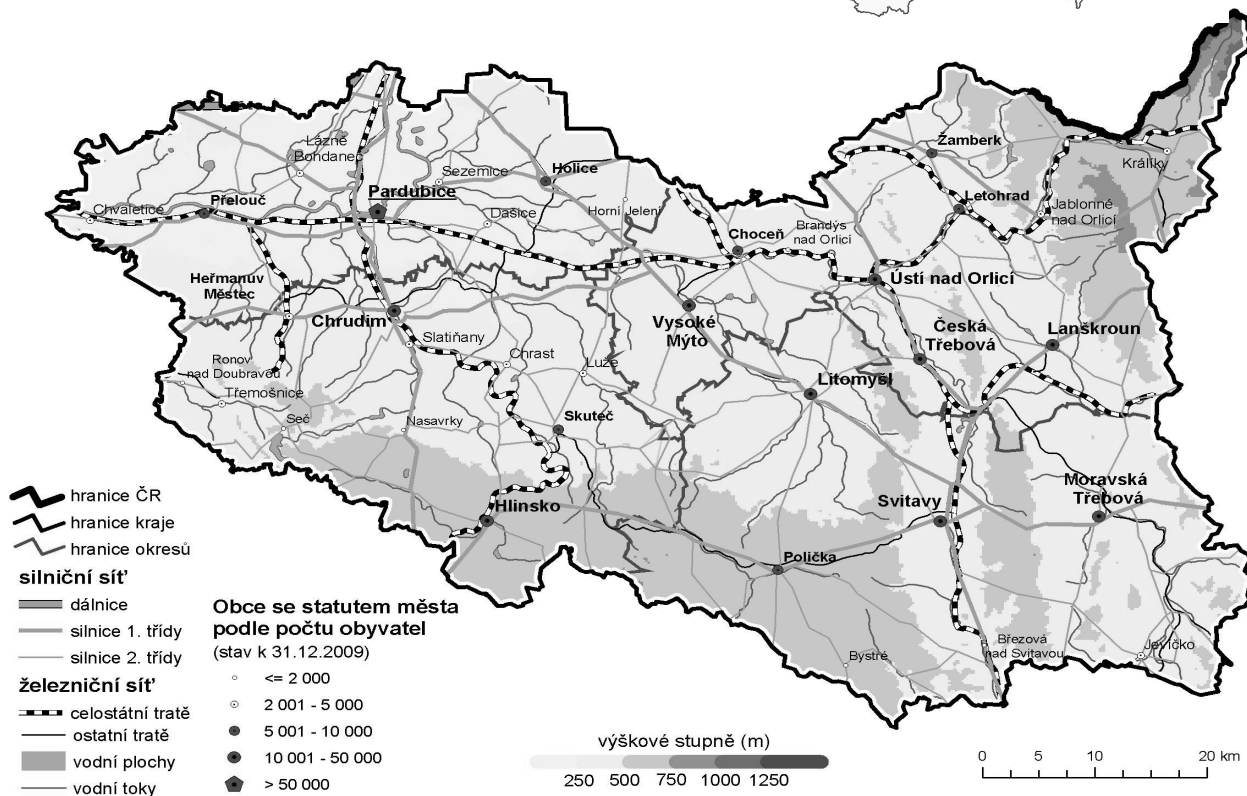 Žamberk
Králíky
Lázně
Bohdaneč
Sezemice
Holice
Pardubice
Přelouč
Chvaletice
Dašice
Horní Jelení
Letohrad
Jablonné
nad Orlicí
Choceň
Brandýs
nad Orlicí
Heřmanův
Městec
Ústí nad Orlicí
Chrudim
Vysoké
Mýto
Česká
Třebová
Lanškroun
Slatiňany
Chrast
Luže
Ronov
nad Doubravou
Třemošnice
Litomyšl
Seč
Nasavrky
Skuteč
Hlinsko
Svitavy
Moravská
Třebová
Polička
Bystré
Březová
nad Svitavou
Jevíčko
hranice ČR
hranice kraje
hranice okresů
silniční síť
dálnice
silnice 1. třídy
silnice 2. třídy
železniční síť
celostátní tratě
ostatní tratě
vodní plochy
vodní toky
Obce se statutem města
podle počtu obyvatel
(stav k 31.12.2009)
<= 2 000
2 001 - 5 000
5 001 - 10 000
10 001 - 50 000
> 50 000
výškové stupně (m)
250 500 750 1000 1250
0 5 10 20 km